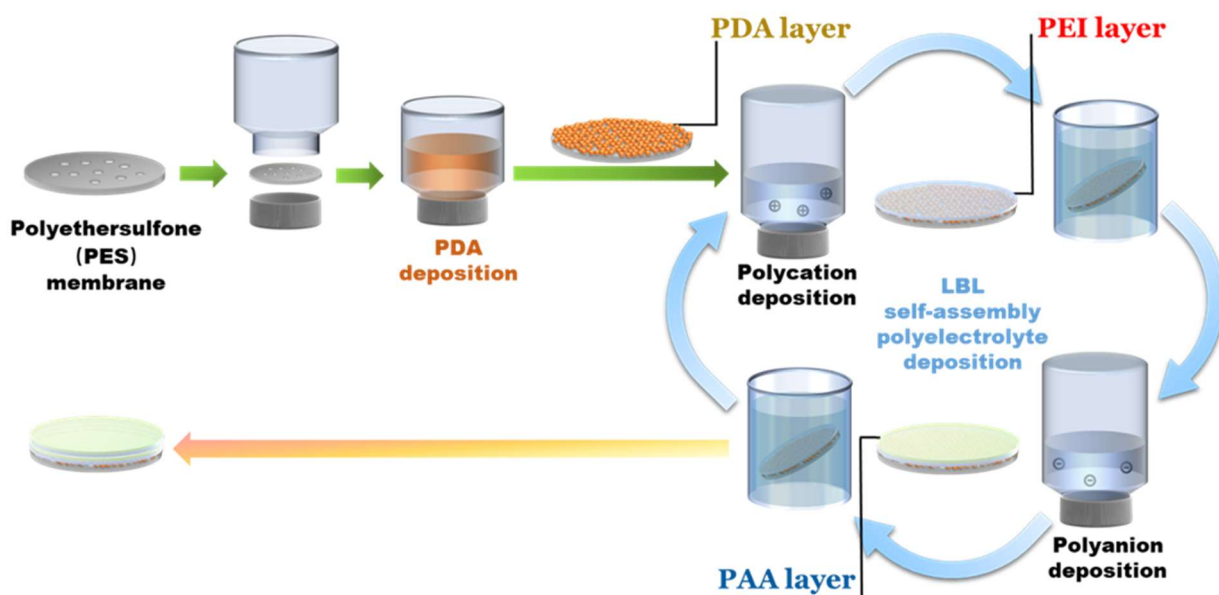 PDA layer
PEI layer
Polyethersulfone
(PES)
membrane
PDA
deposition
Polycation
deposition
LBL
self-assembly
polyelectrolyte
deposition
PAA layer
Polyanion
deposition